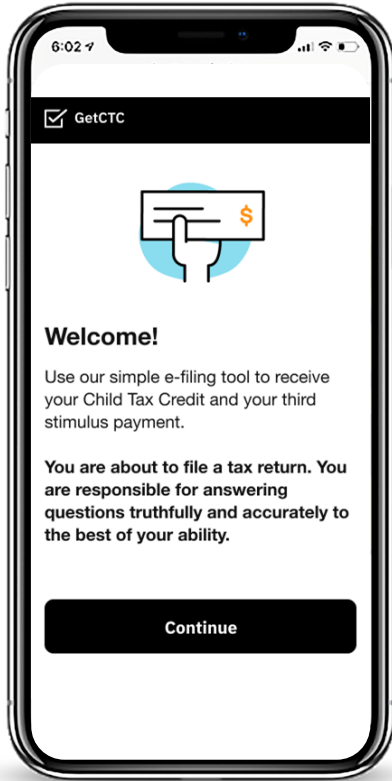 6:02
GetCTC
$
Welcome!
Use our simple e-filing tool to receive
your Child Tax Credit and your third
stimulus payment.
You are about to file a tax return. You
are responsible for answering
questions truthfully and accurately to
the best of your ability.
Continue